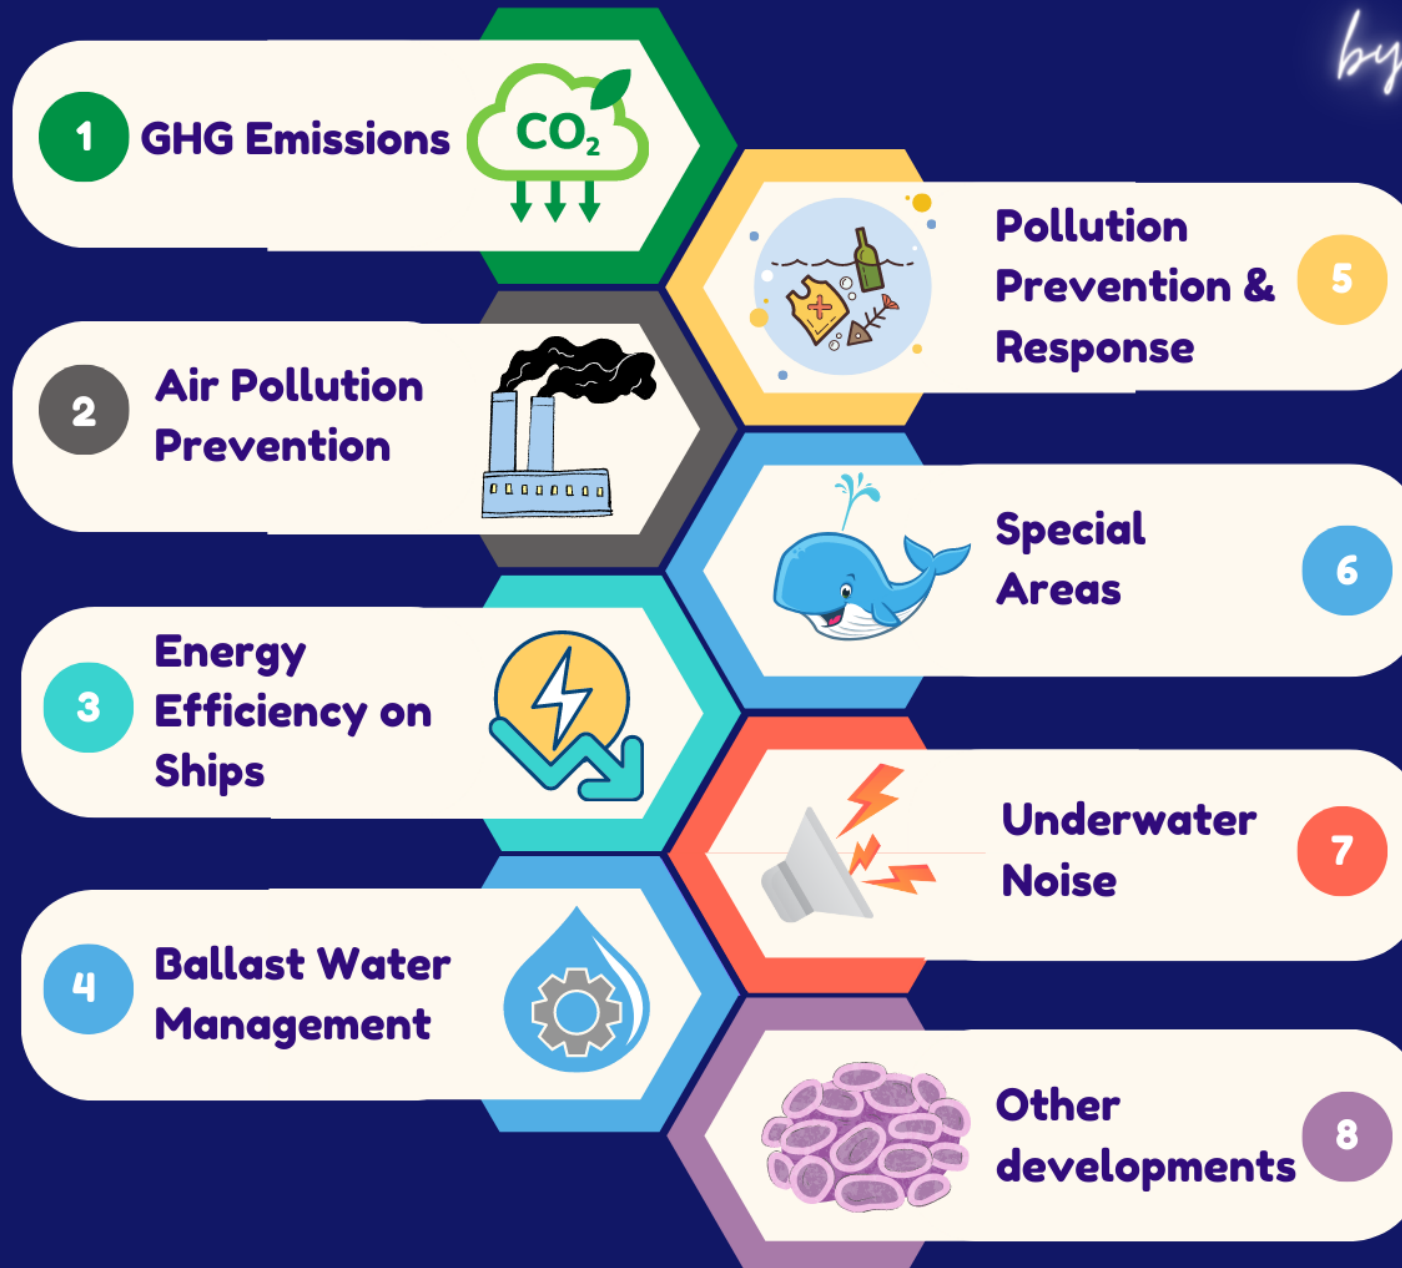 by
1
GHG Emissions
CO₂
2
Air Pollution
Prevention
3
Energy
Efficiency on
Ships
4
Ballast Water
Management
Pollution
Prevention &
Response
5
Special
Areas
6
Underwater
Noise
7
Other
developments
8